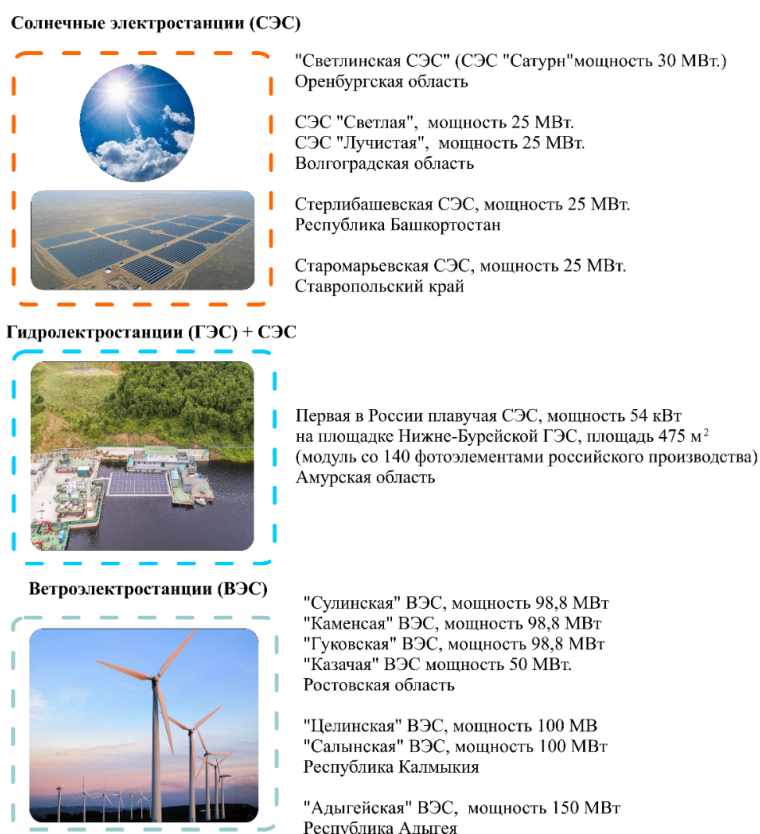 Солнечные электростанции (СЭС)
"Светлинская СЭС" (СЭС "Сатурн"мощность 30 МВт.)
Оренбургская область
СЭС "Светлая", мощность 25 МВт.
СЭС "Лучистая", мощность 25 МВт.
Волгоградская область
Стерлибашевская СЭС, мощность 25 МВт.
Республика Башкортостан
Старомарьевская СЭС, мощность 25 МВт.
Ставропольский край
Гидролектростанции (ГЭС) + СЭС
Первая в России плавучая СЭС, мощность 54 кВт
на площадке Нижне-Бурейской ГЭС, площадь 475 м²
(модуль со 140 фотоэлементами российского производства)
Амурская область
Ветроэлектростанции (ВЭС)
"Сулинская" ВЭС, мощность 98,8 МВт
"Каменсая" ВЭС, мощность 98,8 МВт
"Гуковская" ВЭС, мощность 98,8 МВт
"Казачая" ВЭС мощность 50 МВт.
Ростовская область
"Целинская" ВЭС, мощность 100 МВ
"Салынская" ВЭС, мощность 100 МВт
Республика Калмыкия
"Адыгейская" ВЭС, мощность 150 МВт
Республика Адыгея